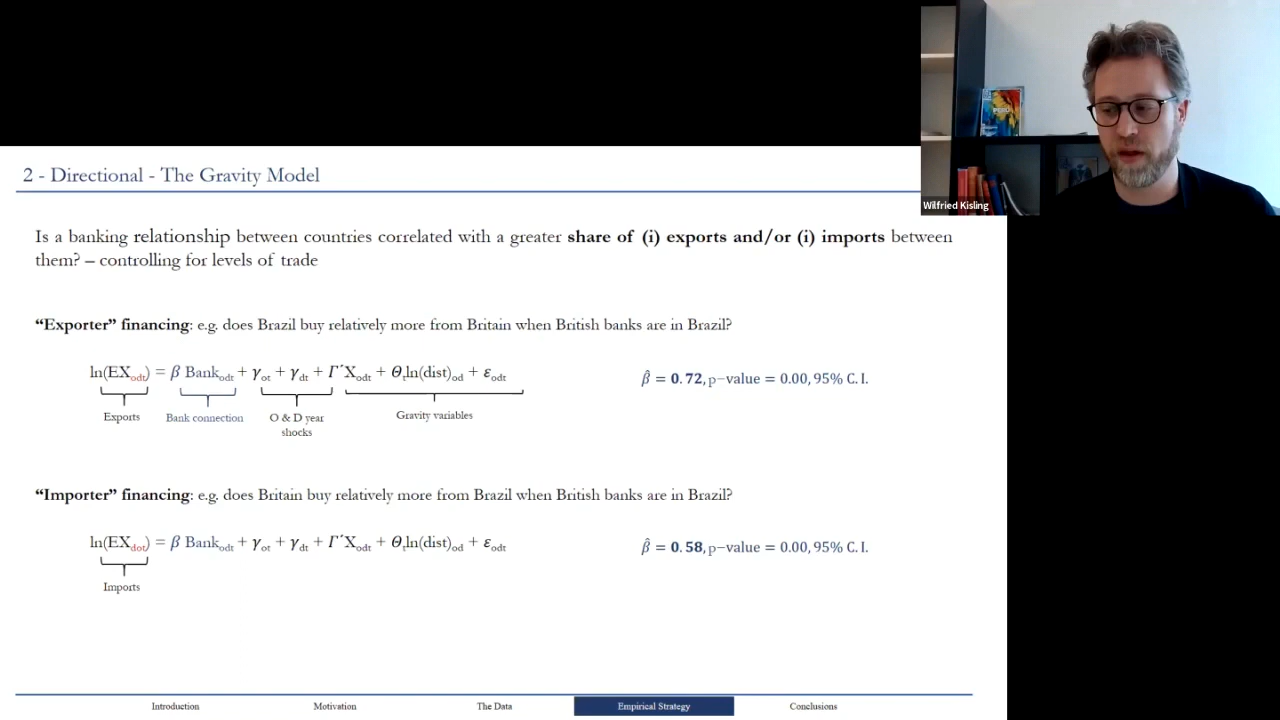 2 - Directional - The Gravity Model
Wilfried Kisling
Is a banking relationship between countries correlated with a greater share of (i) exports and/or (i) imports between
them? – controlling for levels of trade
“Exporter” financing: e.g. does Brazil buy relatively more from Britain when British banks are in Brazil?
ln(EXodt) = β Bankodt + γot + γdt + Γ′Xodt + Θtln(dist)od + εodt
β̂ = 0.72, p−value = 0.00, 95% C. I.
Exports
Bank connection
O & D year
shocks
Gravity variables
“Importer” financing: e.g. does Britain buy relatively more from Brazil when British banks are in Brazil?
ln(EXdot) = β Bankodt + γot + γdt + Γ′Xodt + Θtln(dist)od + εodt
β̂ = 0.58, p−value = 0.00, 95% C. I.
Imports
Introduction
Motivation
The Data
Empirical Strategy
Conclusions